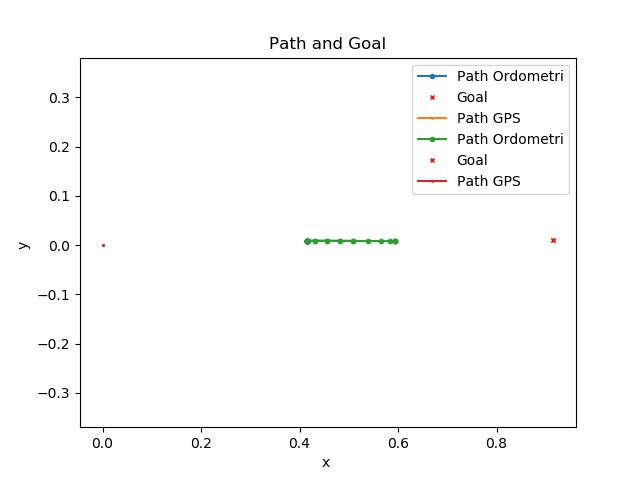 Path and Goal
Path Ordometri
Goal
Path GPS
Path Ordometri
Goal
Path GPS
0.3
0.2
0.1
0.0
−0.1
−0.2
−0.3
y
0.0 0.2 0.4 0.6 0.8
x